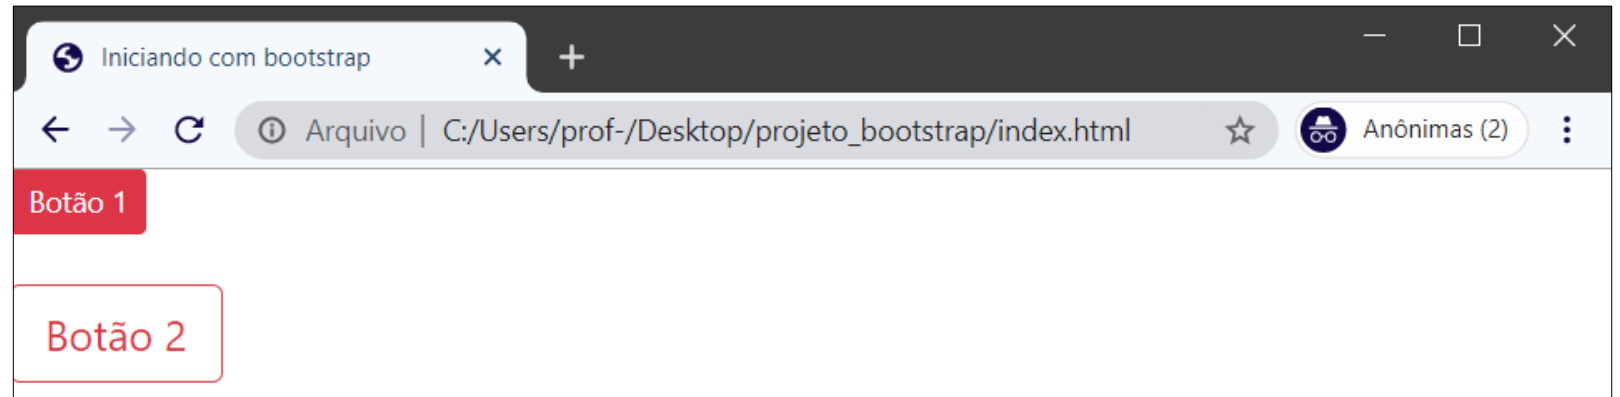 Iniciando com bootstrap
Arquivo | C:/Users/prof-/Desktop/projeto_bootstrap/index.html Anônimas (2)
Botão 1
Botão 2